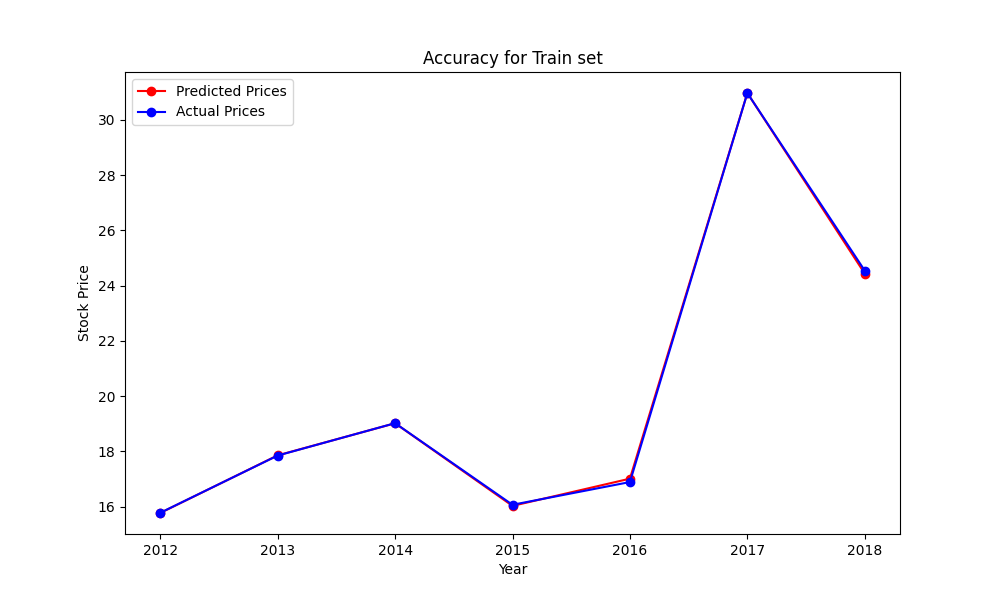 Accuracy for Train set
Predicted Prices
Actual Prices
30
28
26
24
22
20
18
16
Stock Price
2012 2013 2014 2015 2016 2017 2018
Year